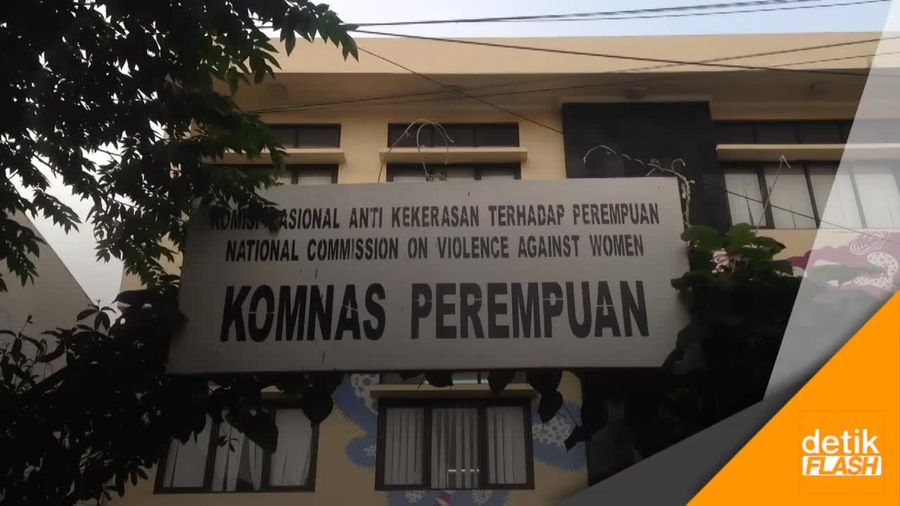 KOMISI NASIONAL ANTI KEKERASAN TERHADAP PEREMPUAN
NATIONAL COMMISSION ON VIOLENCE AGAINST WOMEN
KOMNAS PEREMPUAN
detik
FLASH